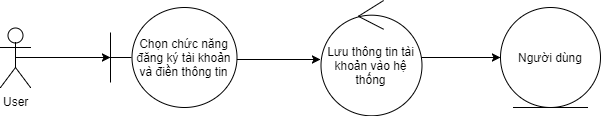 Chọn chức năng
đăng ký tài khoản
và điền thông tin
Lưu thông tin tài
khoản vào hệ
thống
Người dùng
User